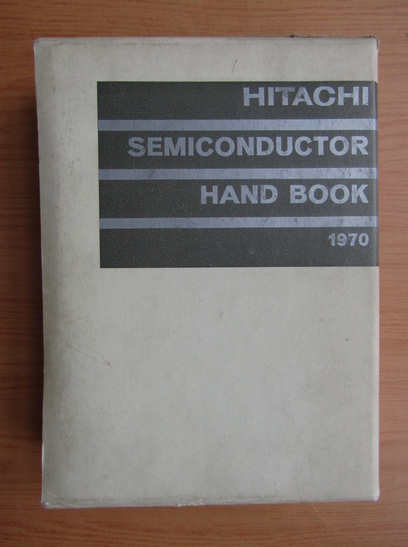 HITACHI
SEMICONDUCTOR
HAND BOOK
1970